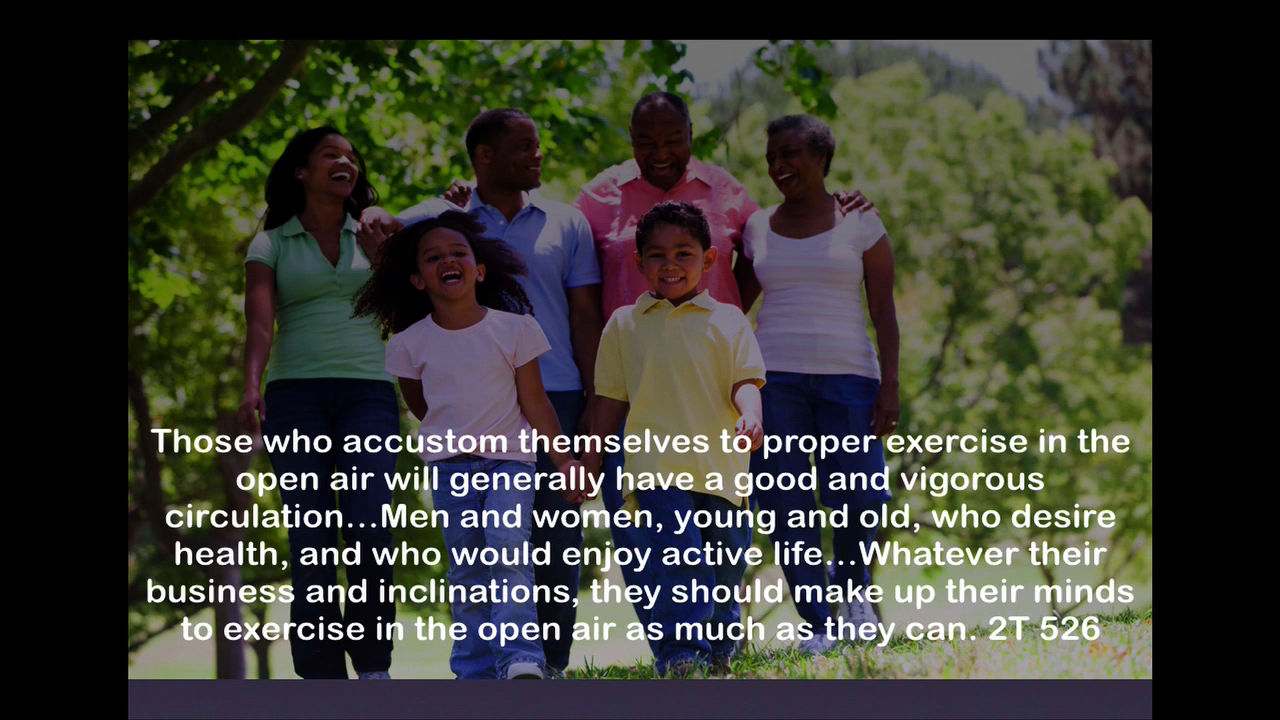 Those who accustom themselves to proper exercise in the
open air will generally have a good and vigorous
circulation...Men and women, young and old, who desire
health, and who would enjoy active life...Whatever their
business and inclinations, they should make up their minds
to exercise in the open air as much as they can. 2T 526